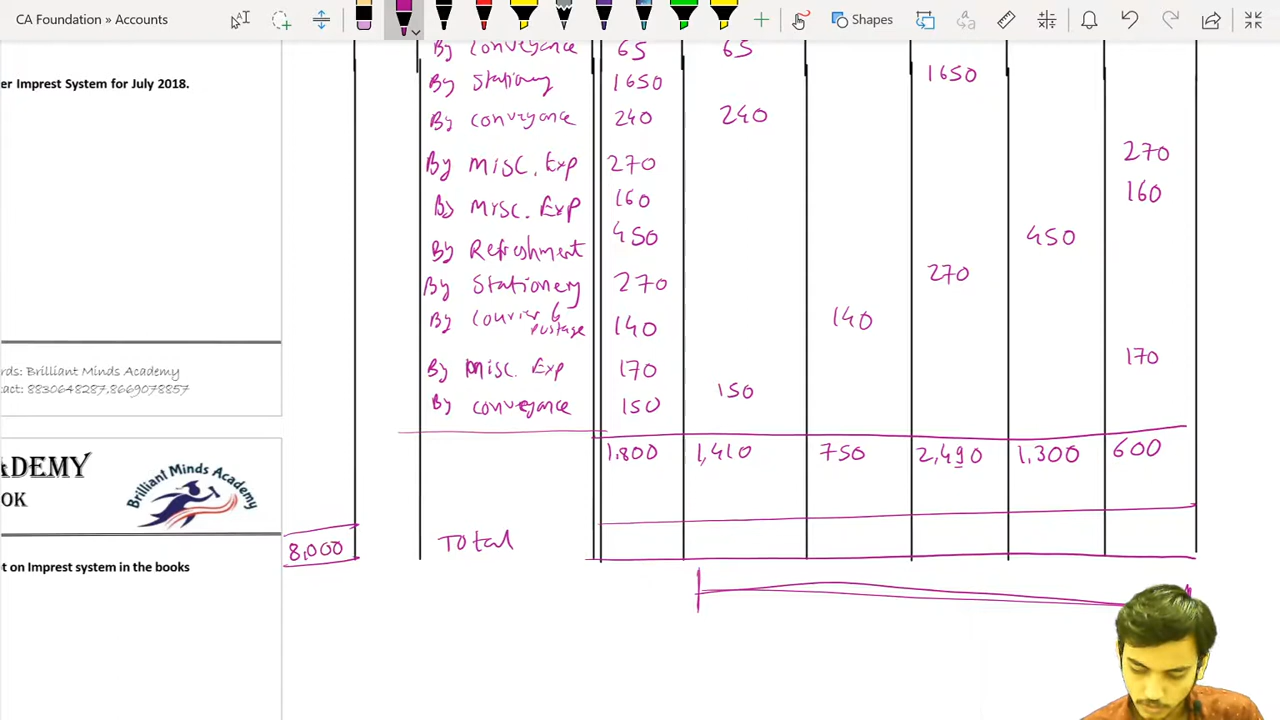 CA Foundation » Accounts
Shapes
By Conveyance 65 65
er Imprest System for July 2018.
By Stationery 1650 1650
By conveyance 240 240
By Misc. Exp 270 270
By Misc. Exp 160 160
By Refreshment 450 450
By Stationery 270 270
By Courier & Postage 140 140
By Misc. Exp 170 170
By conveyance 150 150
rds: Brilliant Minds Academy
tact: 8830648287,8669078857
1,800 1,410 750 2,490 1,300 600
ADEMY
OK
Brilliant Minds Academy
8,000 Total
ot on Imprest system in the books